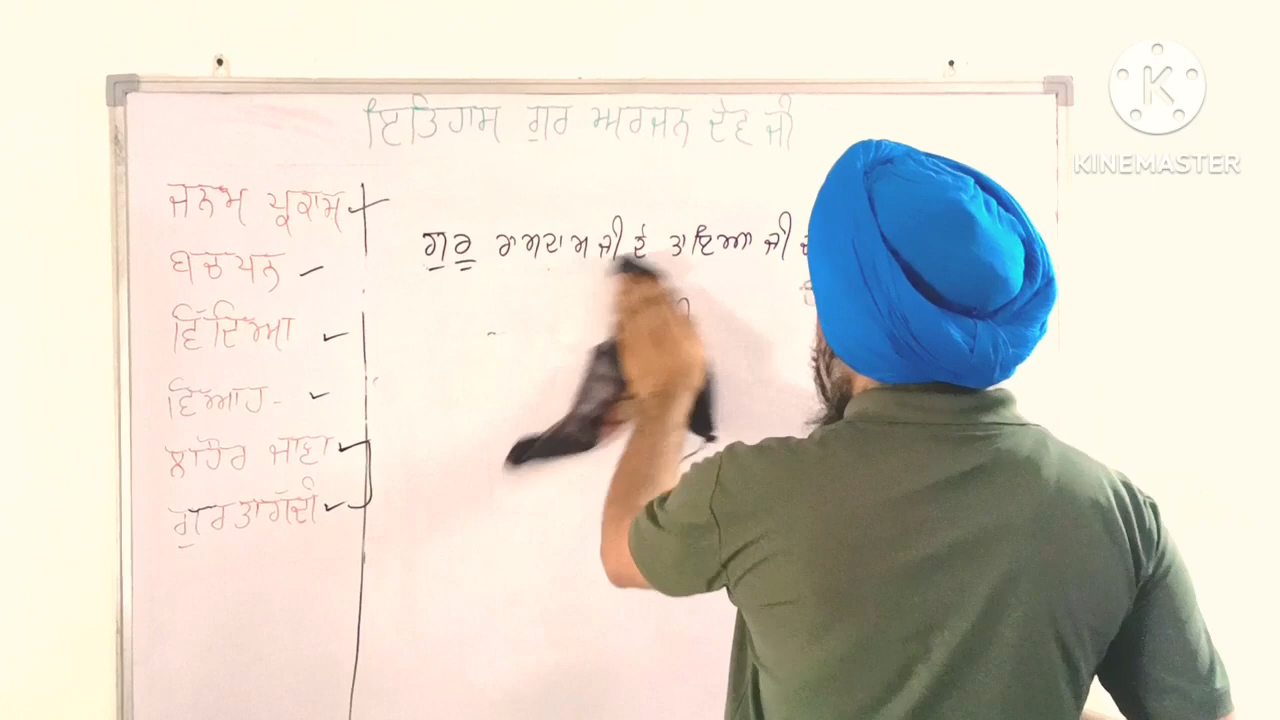 ਇਤਿਹਾਸ ਗੁਰ ਅਰਜਨ ਦੇਵ ਜੀ
ਜਨਮ ਪ੍ਰਕਾਸ਼
ਬਚਪਨ
ਵਿੱਦਿਆ
ਵਿਆਹ -
ਲਾਹੌਰ ਜਾਣਾ
ਗੁਰਤਾਗੱਦੀ
ਗੁਰੂ ਰਾਮਦਾਸ ਜੀ ਦੇ ਤਾਇਆ ਜੀ
KINEMASTER